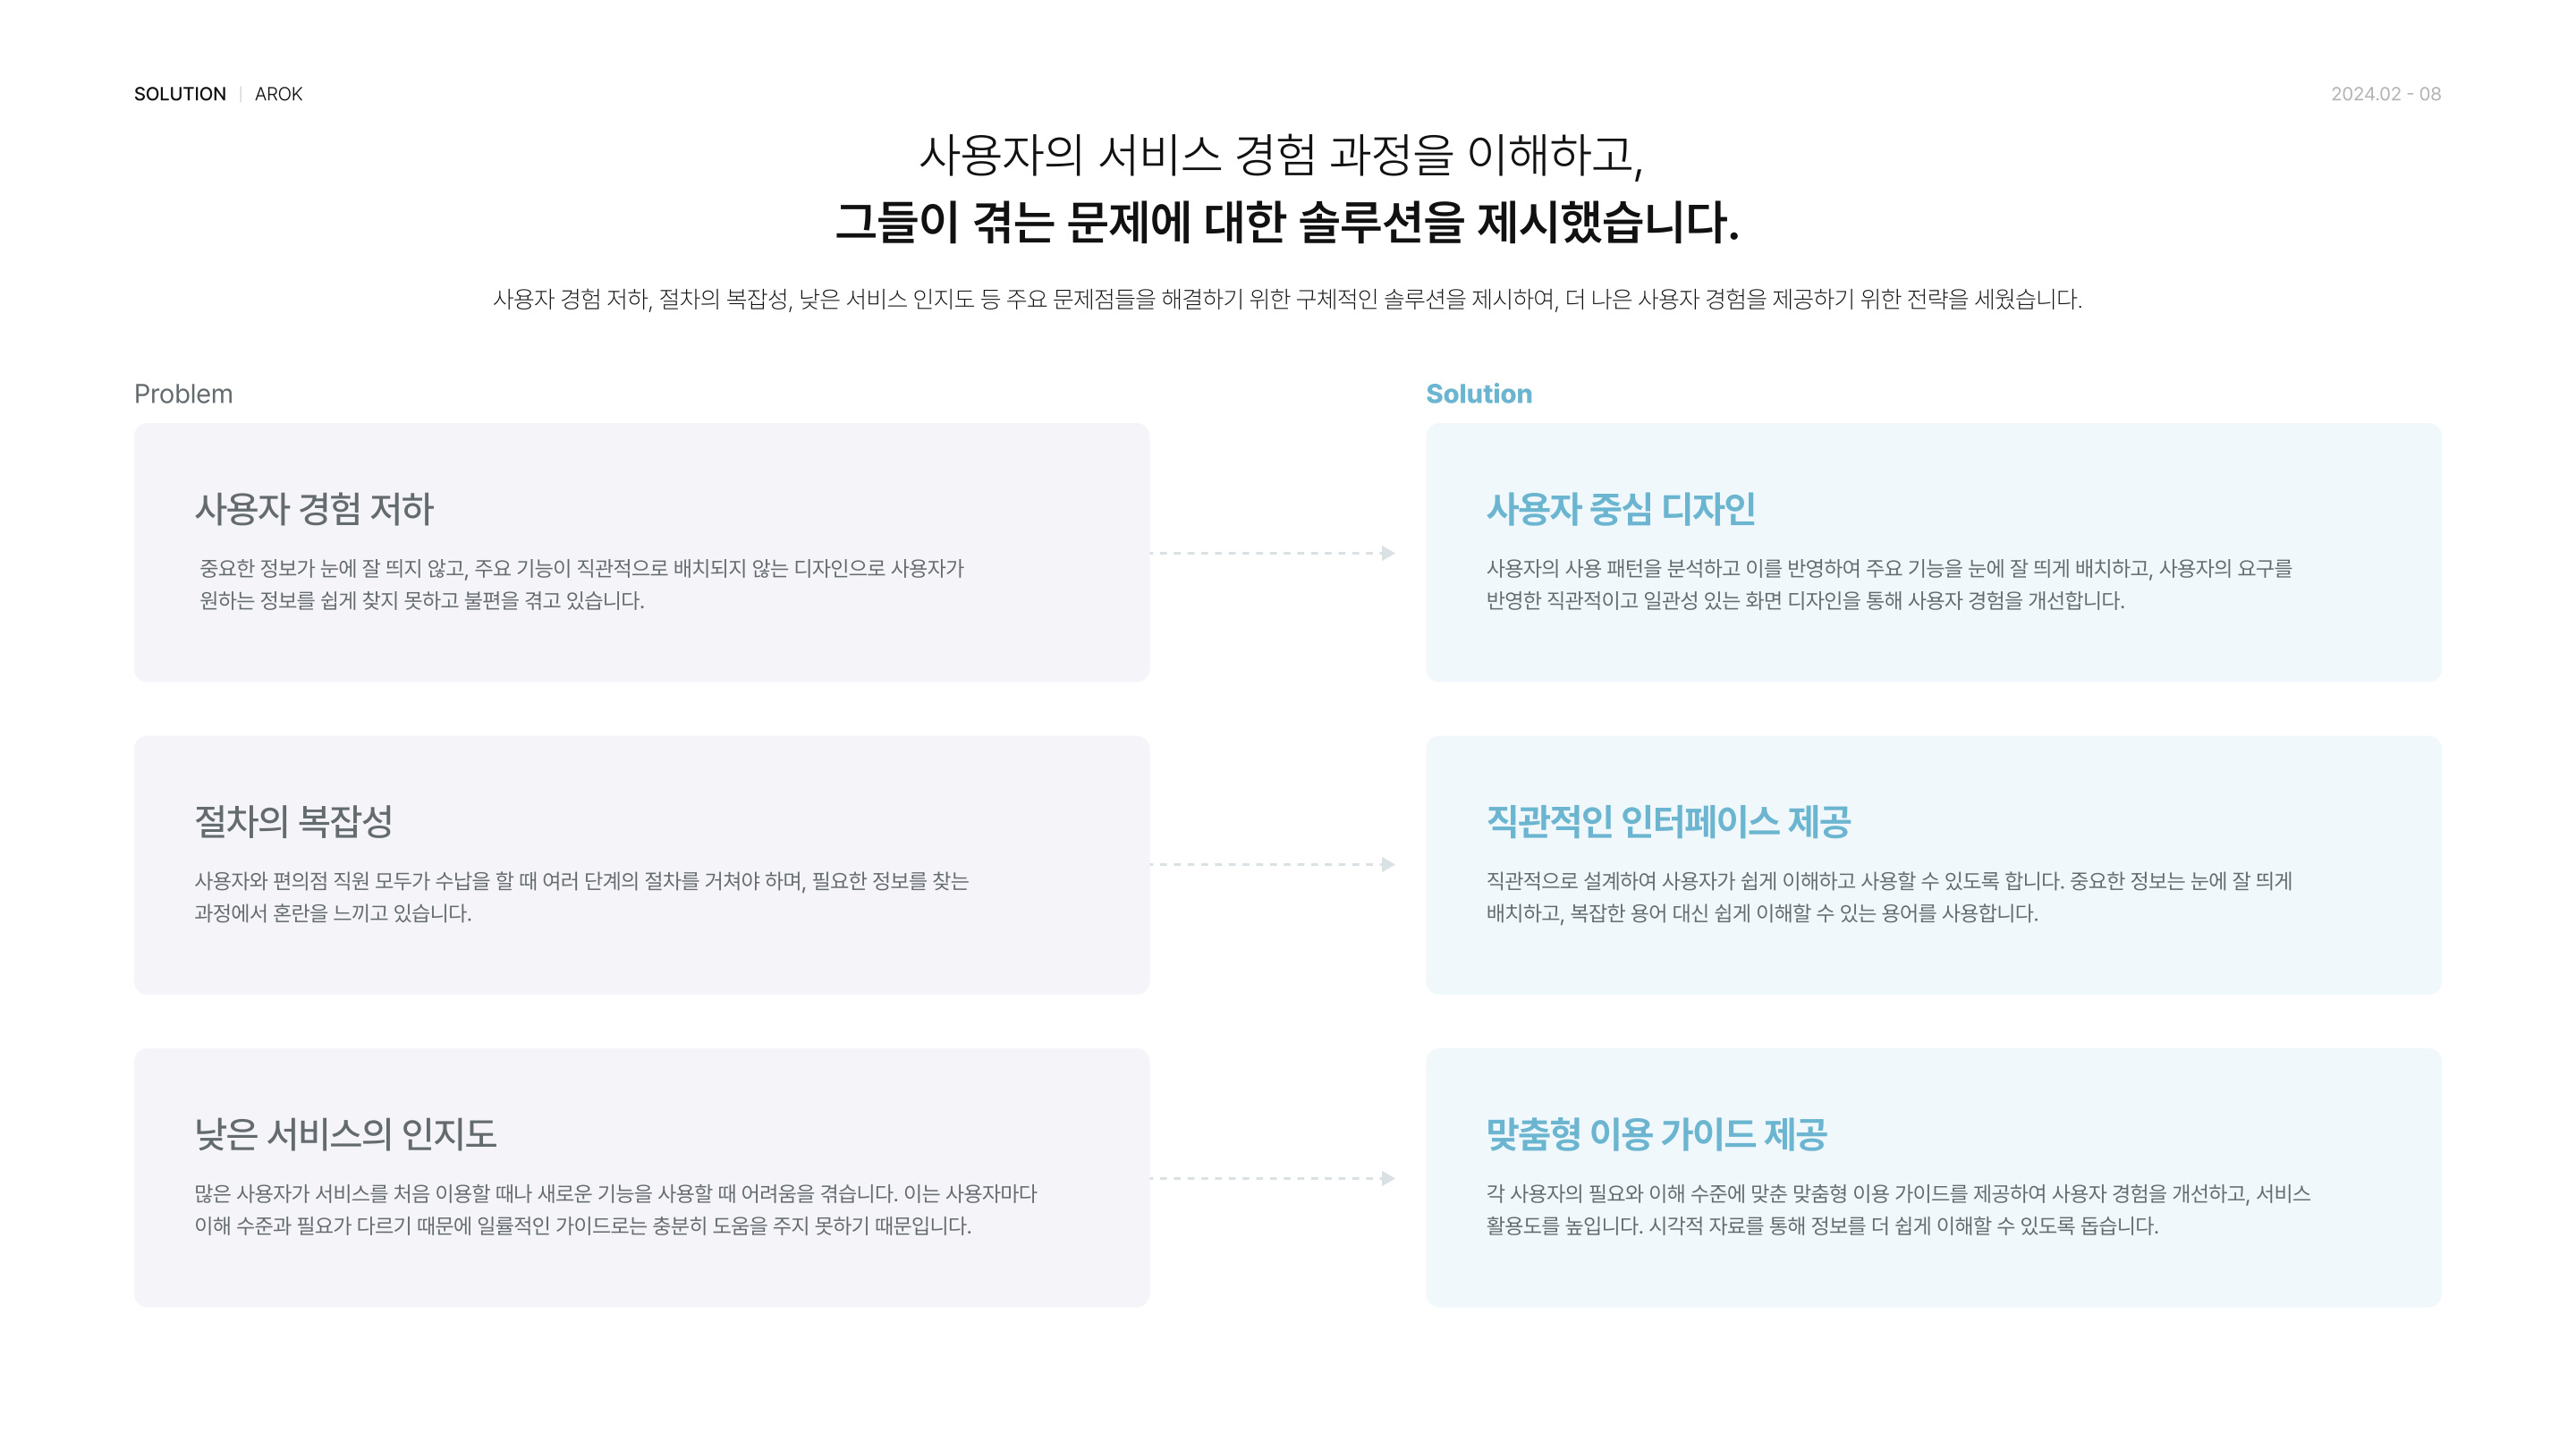 SOLUTION | AROK
2024.02 - 08
사용자의 서비스 경험 과정을 이해하고,
그들이 겪는 문제에 대한 솔루션을 제시했습니다.
사용자 경험 저하, 절차의 복잡성, 낮은 서비스 인지도 등 주요 문제점들을 해결하기 위한 구체적인 솔루션을 제시하여, 더 나은 사용자 경험을 제공하기 위한 전략을 세웠습니다.
Problem
Solution
사용자 경험 저하
중요한 정보가 눈에 잘 띄지 않고, 주요 기능이 직관적으로 배치되지 않는 디자인으로 사용자가
원하는 정보를 쉽게 찾지 못하고 불편을 겪고 있습니다.
사용자 중심 디자인
사용자의 사용 패턴을 분석하고 이를 반영하여 주요 기능을 눈에 잘 띄게 배치하고, 사용자의 요구를
반영한 직관적이고 일관성 있는 화면 디자인을 통해 사용자 경험을 개선합니다.
절차의 복잡성
사용자와 편의점 직원 모두가 수납을 할 때 여러 단계의 절차를 거쳐야 하며, 필요한 정보를 찾는
과정에서 혼란을 느끼고 있습니다.
직관적인 인터페이스 제공
직관적으로 설계하여 사용자가 쉽게 이해하고 사용할 수 있도록 합니다. 중요한 정보는 눈에 잘 띄게
배치하고, 복잡한 용어 대신 쉽게 이해할 수 있는 용어를 사용합니다.
낮은 서비스의 인지도
많은 사용자가 서비스를 처음 이용할 때나 새로운 기능을 사용할 때 어려움을 겪습니다. 이는 사용자마다
이해 수준과 필요가 다르기 때문에 일률적인 가이드로는 충분히 도움을 주지 못하기 때문입니다.
맞춤형 이용 가이드 제공
각 사용자의 필요와 이해 수준에 맞춘 맞춤형 이용 가이드를 제공하여 사용자 경험을 개선하고, 서비스
활용도를 높입니다. 시각적 자료를 통해 정보를 더 쉽게 이해할 수 있도록 돕습니다.